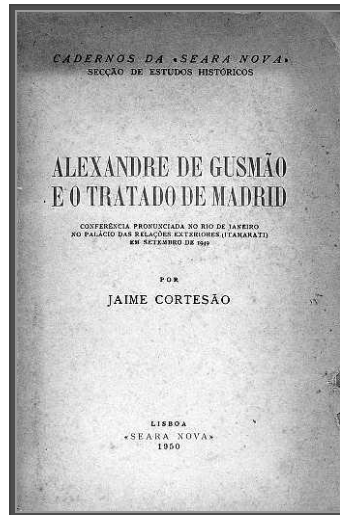 CADERNOS DA «SEARA NOVA»
SECÇÃO DE ESTUDOS HISTÓRICOS
ALEXANDRE DE GUSMÃO
E O TRATADO DE MADRID
CONFERÊNCIA PRONUNCIADA NO RIO DE JANEIRO
NO PALÁCIO DAS RELAÇÕES EXTERIORES (ITAMARATI)
EM SETEMBRO DE 1949
POR
JAIME CORTESÃO
LISBOA
«SEARA NOVA»
1950